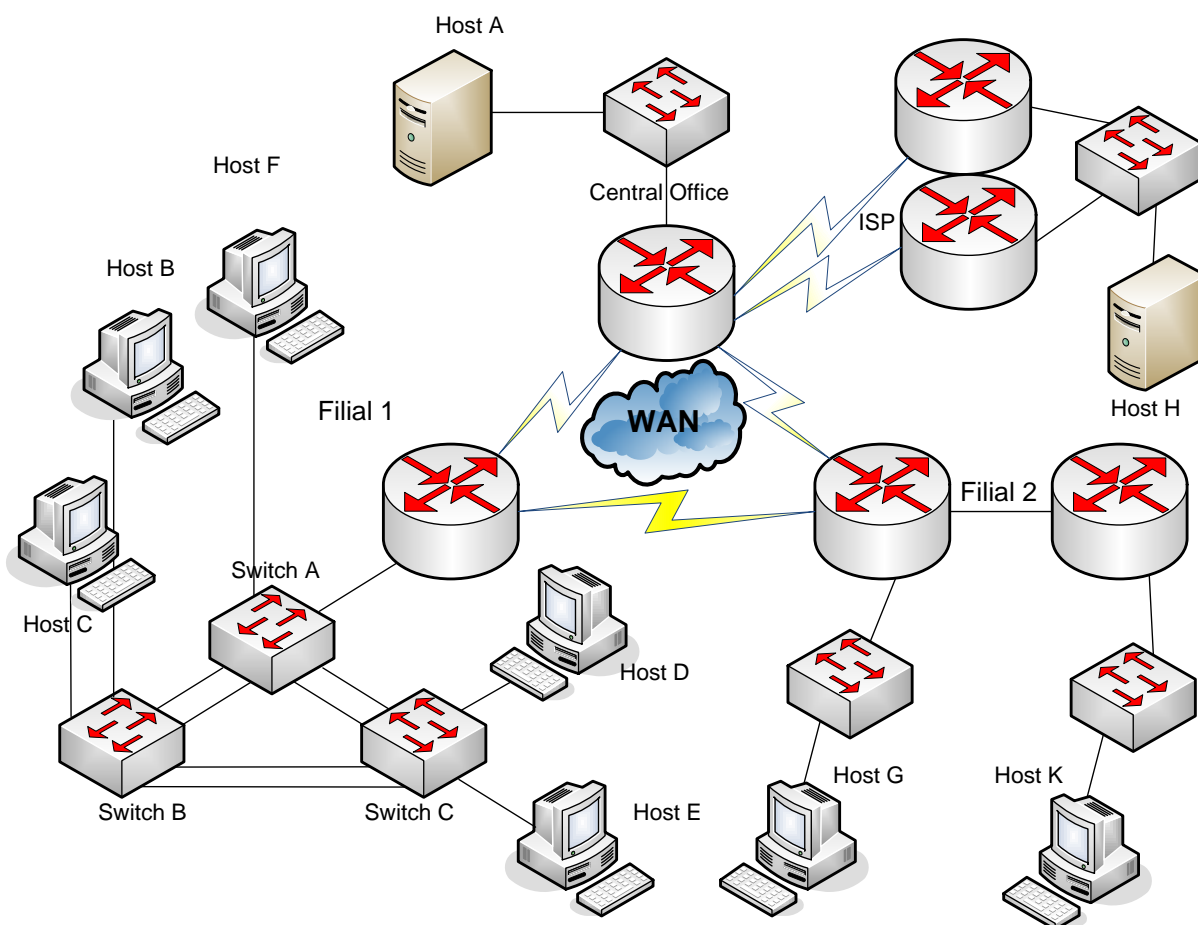 Host A
Host F
Central Office
ISP
Host B
Host H
Filial 1
WAN
Filial 2
Switch A
Host C
Host D
Host G
Host K
Switch B
Switch C
Host E